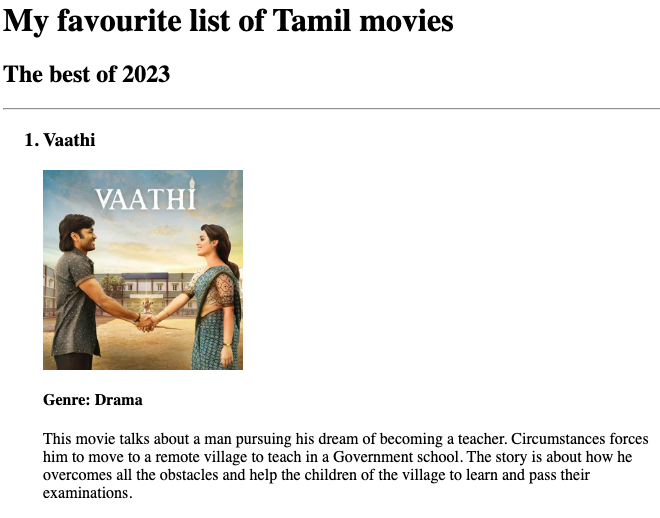 My favourite list of Tamil movies
The best of 2023
1. Vaathi
VAATHI
Genre: Drama
This movie talks about a man pursuing his dream of becoming a teacher. Circumstances forces
him to move to a remote village to teach in a Government school. The story is about how he
overcomes all the obstacles and help the children of the village to learn and pass their
examinations.